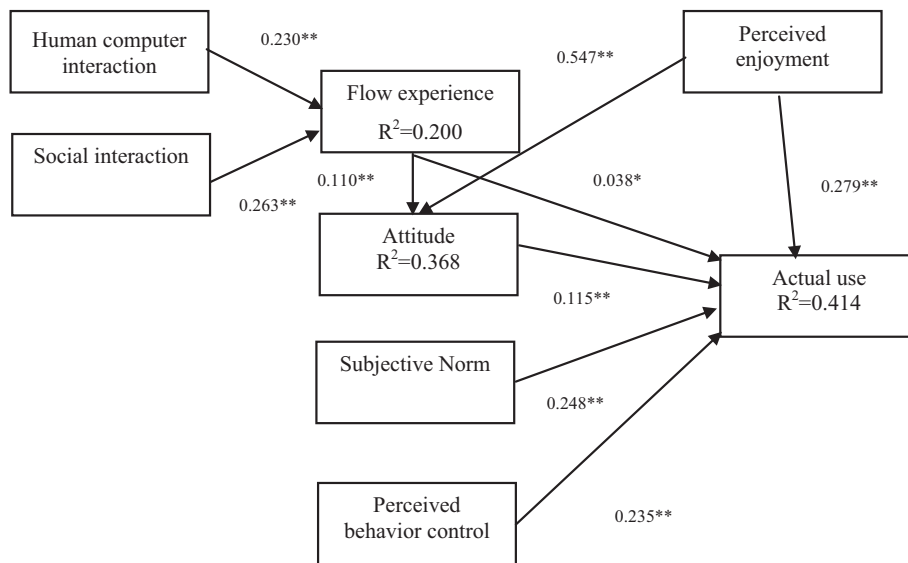 Human computer
interaction
0.230**
Perceived
enjoyment
0.547**
Flow experience
R²=0.200
Social interaction
0.263**
0.110**
0.038*
0.279**
Attitude
R²=0.368
Actual use
R²=0.414
0.115**
Subjective Norm
0.248**
Perceived
behavior control
0.235**